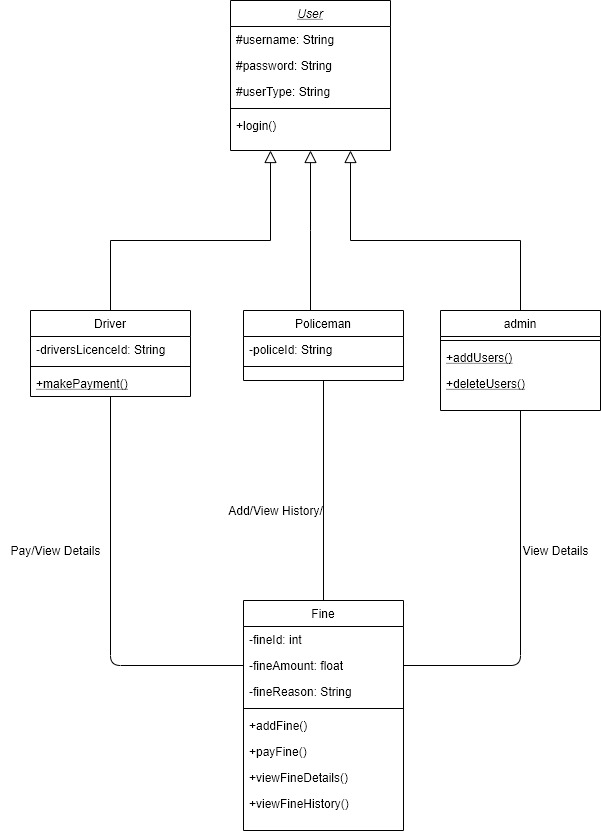 User
#username: String
#password: String
#userType: String
+login()
Driver
-driversLicenceId: String
+makePayment()
Policeman
-policeId: String
admin
+addUsers()
+deleteUsers()
Add/View History/
Pay/View Details
View Details
Fine
-fineId: int
-fineAmount: float
-fineReason: String
+addFine()
+payFine()
+viewFineDetails()
+viewFineHistory()